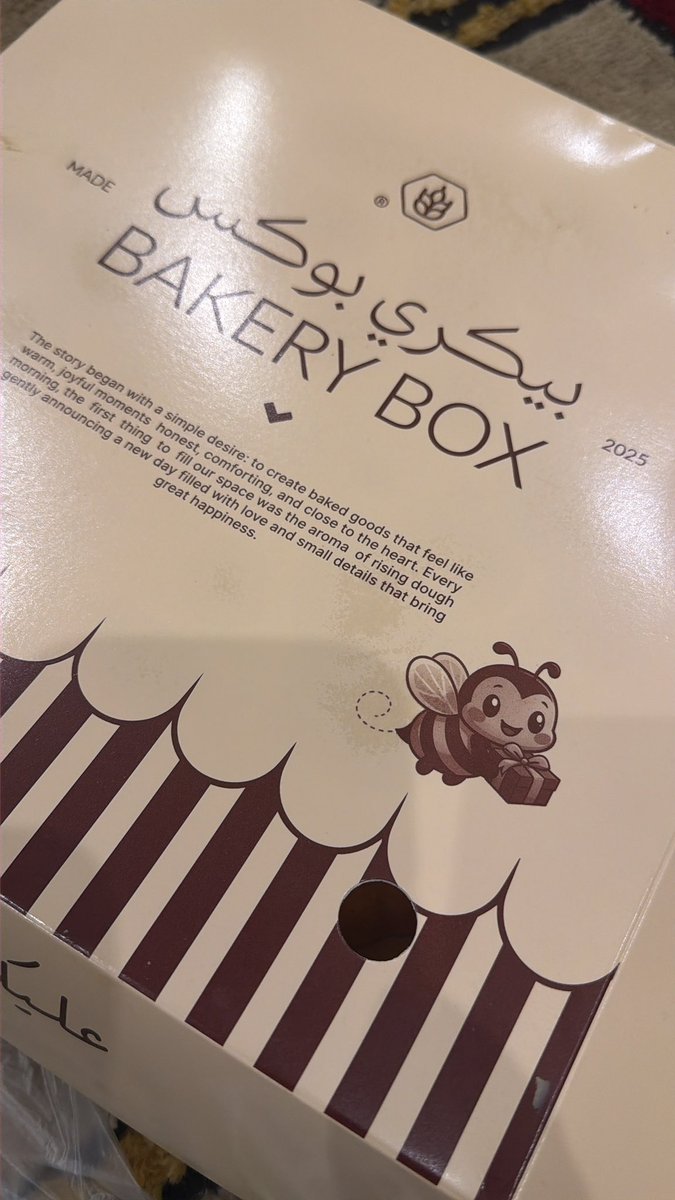 ®
MADE
بيكري بوكس
BAKERY BOX
2025
The story began with a simple desire: to create baked goods that feel like
warm, joyful moments honest, comforting, and close to the heart. Every
morning, the first thing to fill our space was the aroma of rising dough
gently announcing a new day filled with love and small details that bring
great happiness.